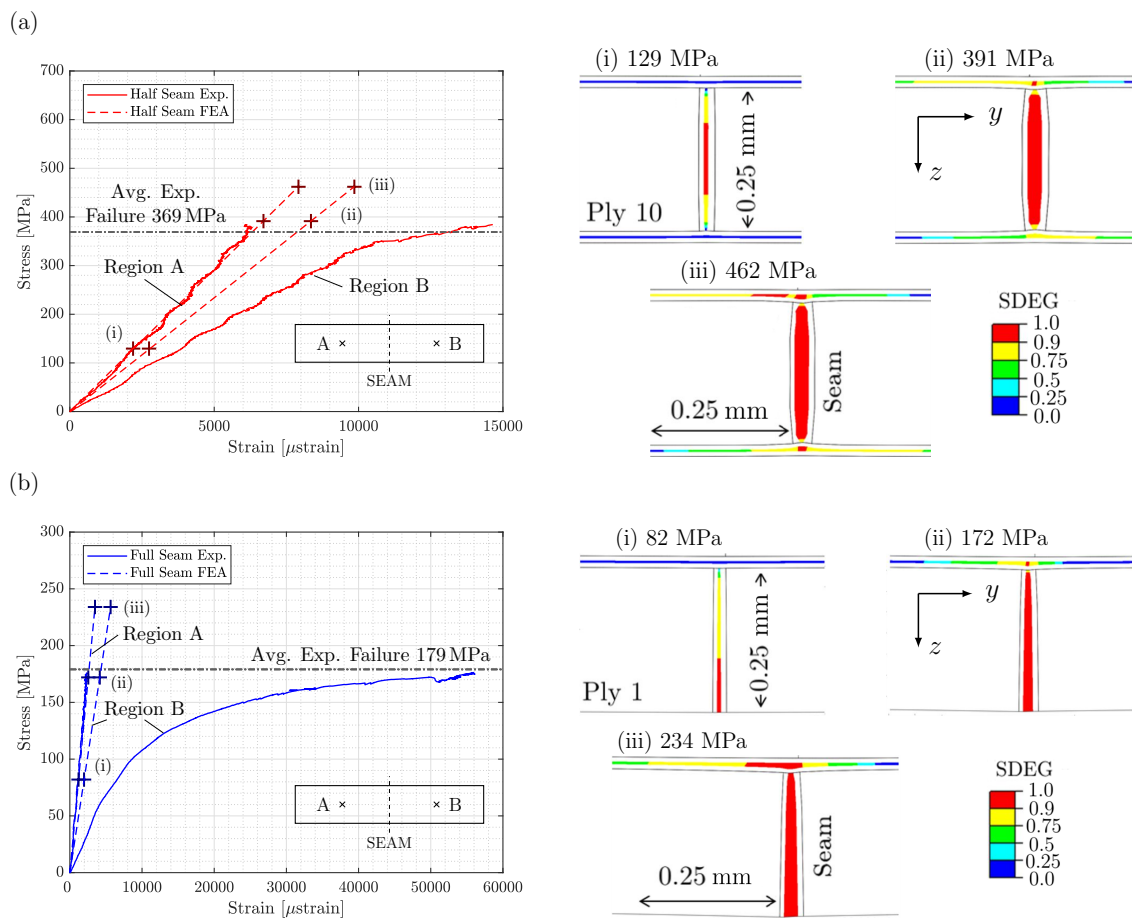 (a)
700
600
500
400
300
200
100
0
0
5000
10000
15000
Stress [MPa]
Strain [μstrain]
Half Seam Exp.
Half Seam FEA
Avg. Exp.
Failure 369 MPa
(iii)
(ii)
(i)
Region A
Region B
A × × B
SEAM
(i) 129 MPa
0.25 mm
Ply 10
(ii) 391 MPa
y
z
(iii) 462 MPa
0.25 mm
Seam
SDEG
1.0
0.9
0.75
0.5
0.25
0.0
(b)
300
250
200
150
100
50
0
0
10000
20000
30000
40000
50000
60000
Stress [MPa]
Strain [μstrain]
Full Seam Exp.
Full Seam FEA
(iii)
Region A
Avg. Exp. Failure 179 MPa
(ii)
Region B
(i)
A × × B
SEAM
(i) 82 MPa
0.25 mm
Ply 1
(ii) 172 MPa
y
z
(iii) 234 MPa
0.25 mm
Seam
SDEG
1.0
0.9
0.75
0.5
0.25
0.0